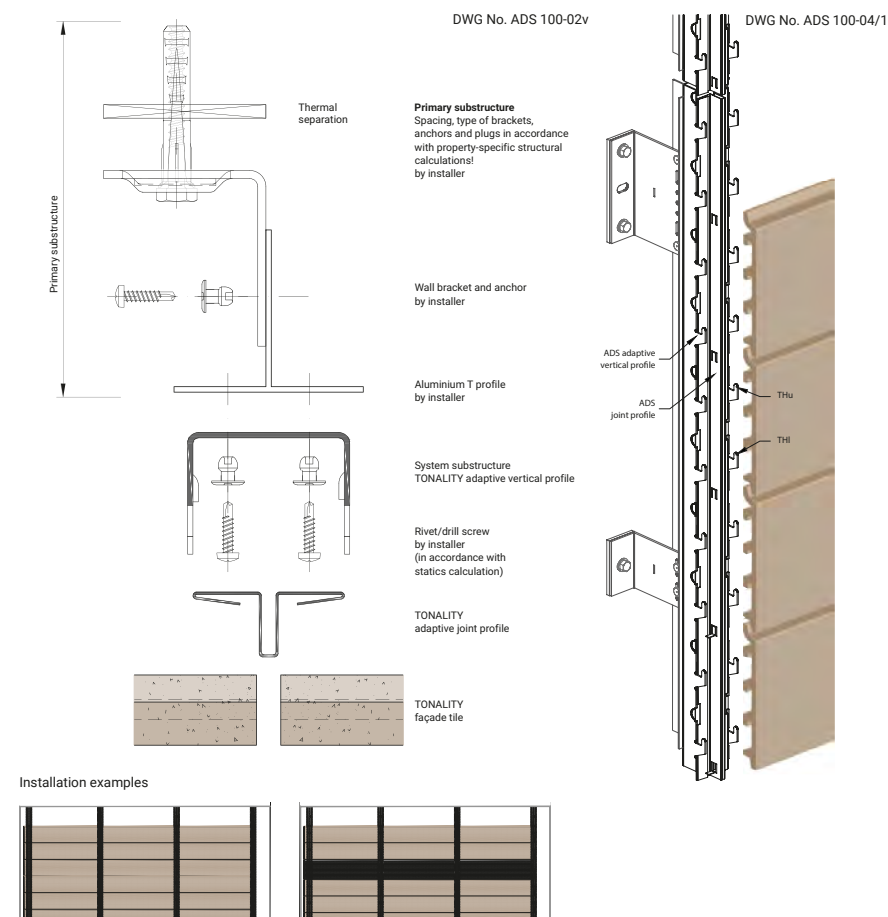 DWG No. ADS 100-02v
DWG No. ADS 100-04/1
Primary substructure
Thermal
separation
Primary substructure
Spacing, type of brackets,
anchors and plugs in accordance
with property-specific structural
calculations!
by installer
Wall bracket and anchor
by installer
Aluminium T profile
by installer
System substructure
TONALITY adaptive vertical profile
Rivet/drill screw
by installer
(in accordance with
statics calculation)
TONALITY
adaptive joint profile
TONALITY
façade tile
ADS adaptive
vertical profile
ADS
joint profile
THu
THl
Installation examples